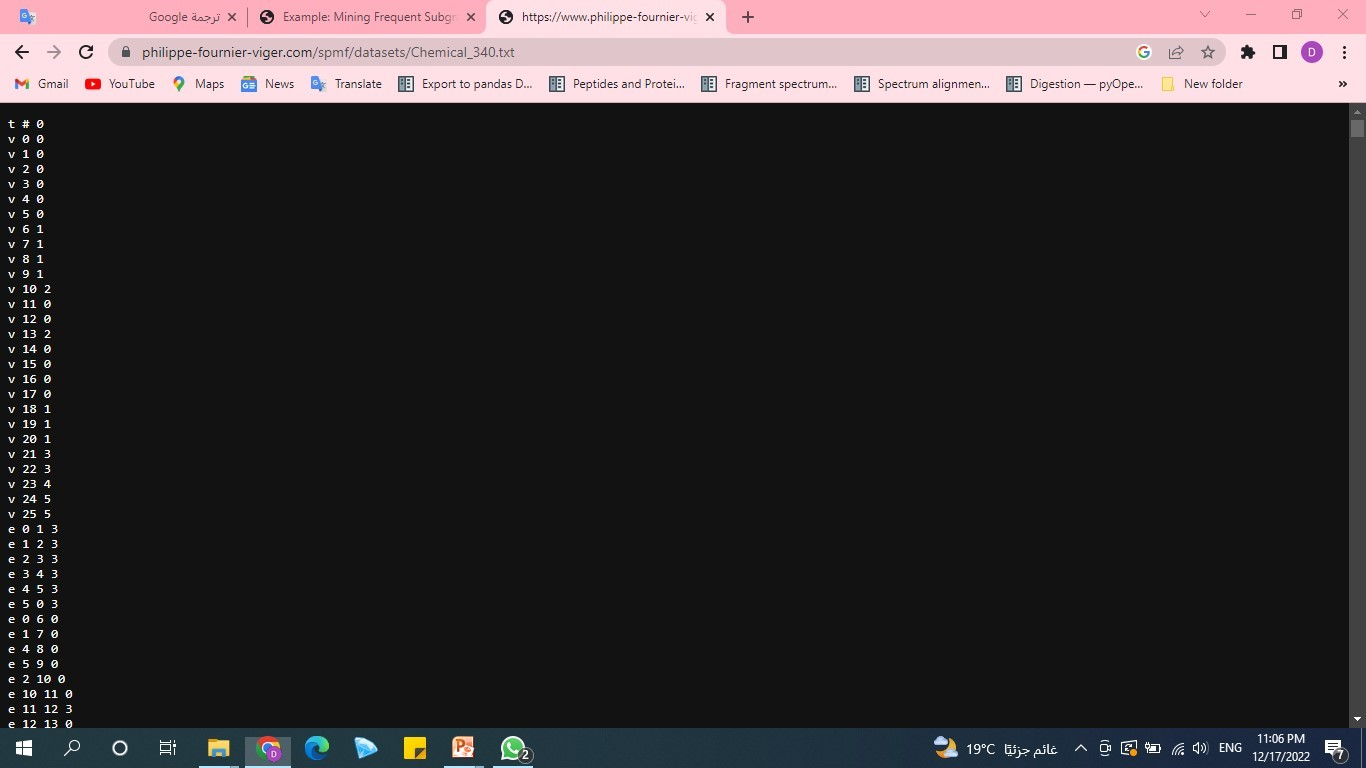 ترجمة Google
Example: Mining Frequent Subgr
https://www.philippe-fournier-vig
philippe-fournier-viger.com/spmf/datasets/Chemical_340.txt
D
Gmail
YouTube
Maps
News
Translate
Export to pandas D...
Peptides and Protei...
Fragment spectrum...
Spectrum alignmen...
Digestion — pyOpe...
New folder
»
t # 0
v 0 0
v 1 0
v 2 0
v 3 0
v 4 0
v 5 0
v 6 1
v 7 1
v 8 1
v 9 1
v 10 2
v 11 0
v 12 0
v 13 2
v 14 0
v 15 0
v 16 0
v 17 0
v 18 1
v 19 1
v 20 1
v 21 3
v 22 3
v 23 4
v 24 5
v 25 5
e 0 1 3
e 1 2 3
e 2 3 3
e 3 4 3
e 4 5 3
e 5 0 3
e 0 6 0
e 1 7 0
e 4 8 0
e 5 9 0
e 2 10 0
e 10 11 0
e 11 12 3
e 12 13 0
D
2
19°C غائم جزئيًا
ENG
11:06 PM
12/17/2022
7